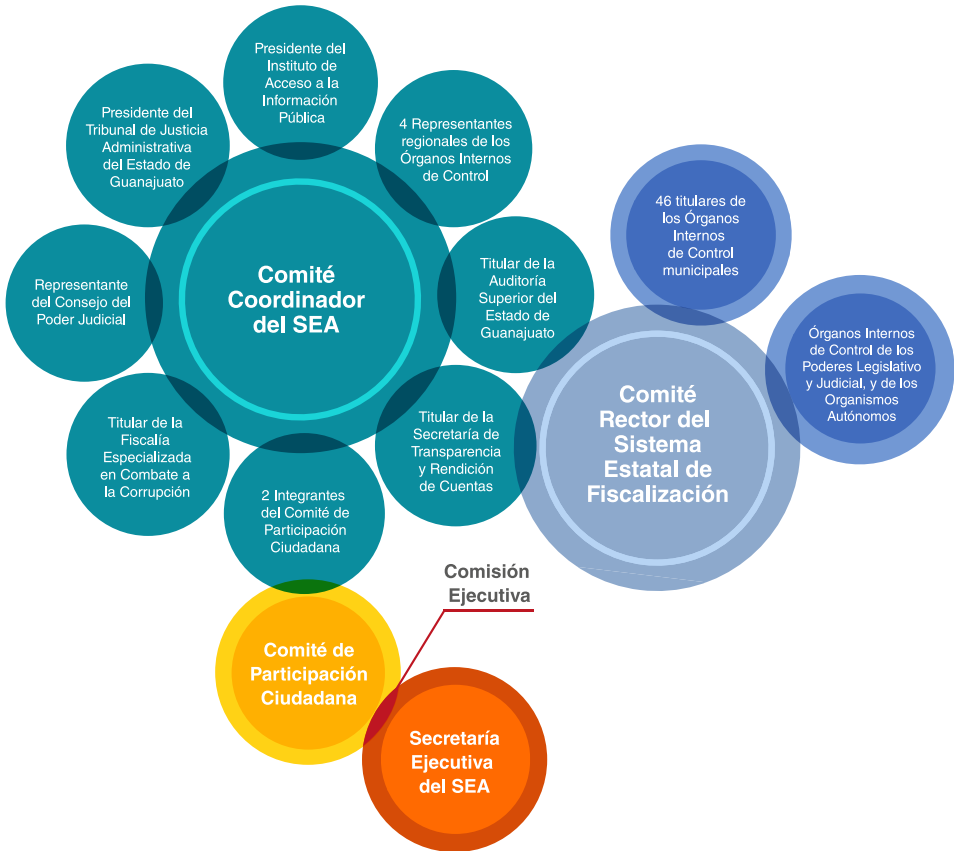 Presidente del
Instituto de
Acceso a la
Información
Pública
Presidente del
Tribunal de Justicia
Administrativa
del Estado de
Guanajuato
4 Representantes
regionales de los
Órganos Internos
de Control
Representante
del Consejo del
Poder Judicial
Comité
Coordinador
del SEA
Titular de la
Auditoría
Superior del
Estado de
Guanajuato
Titular de la
Fiscalía
Especializada
en Combate a
la Corrupción
2 Integrantes
del Comité de
Participación
Ciudadana
Titular de la
Secretaría de
Transparencia
y Rendición
de Cuentas
46 titulares de
los Órganos
Internos
de Control
municipales
Órganos Internos
de Control de los
Poderes Legislativo
y Judicial, y de los
Organismos
Autónomos
Comité
Rector del
Sistema
Estatal de
Fiscalización
Comisión
Ejecutiva
Comité de
Participación
Ciudadana
Secretaría
Ejecutiva
del SEA